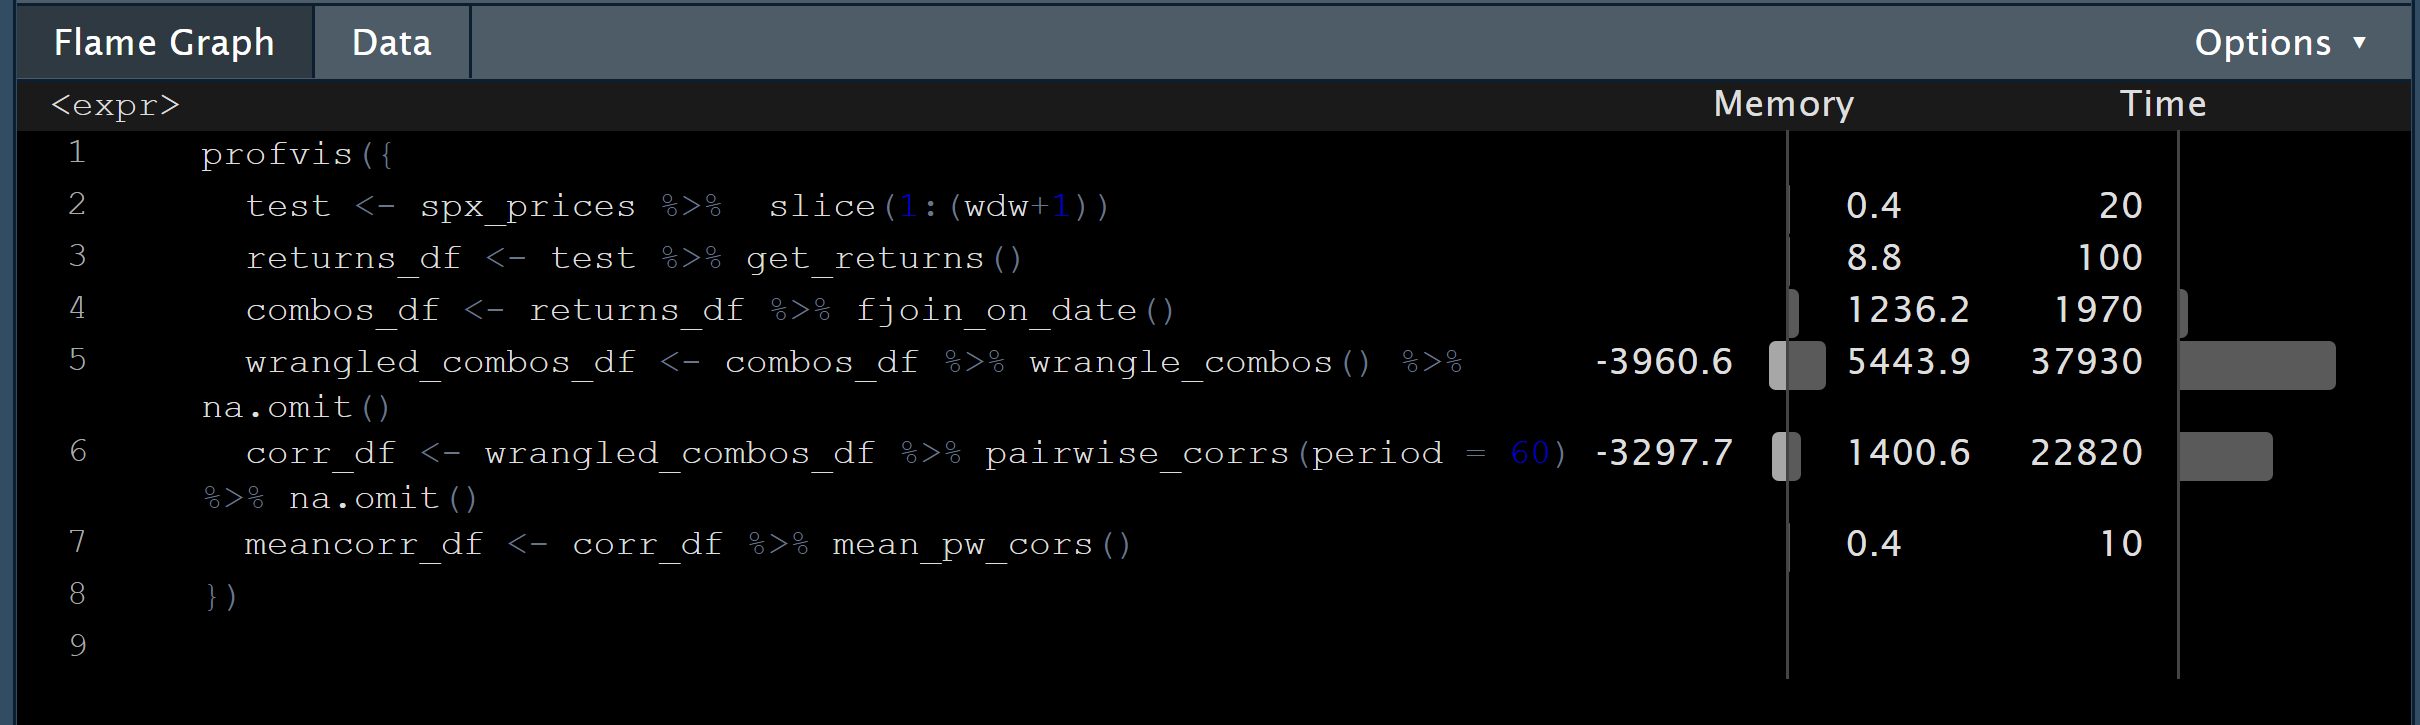 Flame Graph Data Options ▼
<expr> Memory Time
1 profvis({
2 test <- spx_prices %>%  slice(1:(wdw+1)) 0.4 20
3 returns_df <- test %>% get_returns() 8.8 100
4 combos_df <- returns_df %>% fjoin_on_date() 1236.2 1970
5 wrangled_combos_df <- combos_df %>% wrangle_combos() %>% -3960.6 5443.9 37930
na.omit()
6 corr_df <- wrangled_combos_df %>% pairwise_corrs(period = 60) -3297.7 1400.6 22820
%>% na.omit()
7 meancorr_df <- corr_df %>% mean_pw_cors() 0.4 10
8 })
9